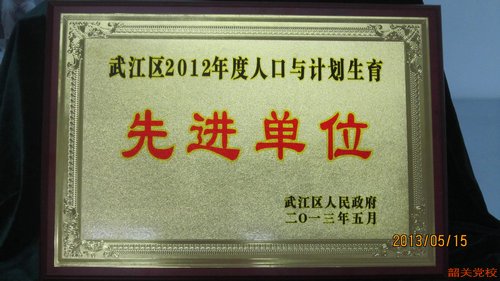 武江区2012年度人口与计划生育
先进单位
武江区人民政府
二〇一三年五月
2013/05/15
韶关党校